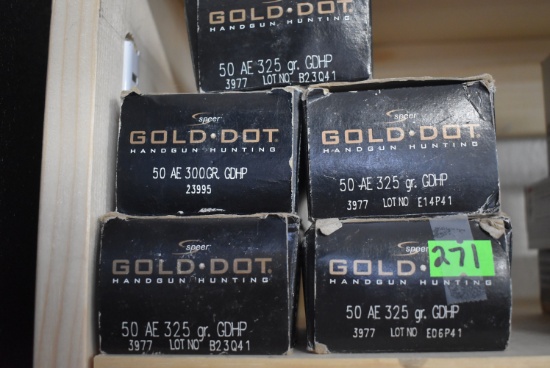 GOLD·DOT
HANDGUN HUNTING
50 AE 325 gr. GDHP
3977 LOT NO B23Q41
speer
GOLD·DOT
HANDGUN HUNTING
50 AE 300GR. GDHP
23995
speer
GOLD·DOT
HANDGUN HUNTING
50 AE 325 gr. GDHP
3977 LOT NO E14P41
speer
GOLD·DOT
HANDGUN HUNTING
50 AE 325 gr. GDHP
3977 LOT NO B23Q41
speer
GOLD·DOT
HANDGUN HUNTING
50 AE 325 gr. GDHP
3977 LOT NO E06P41
271